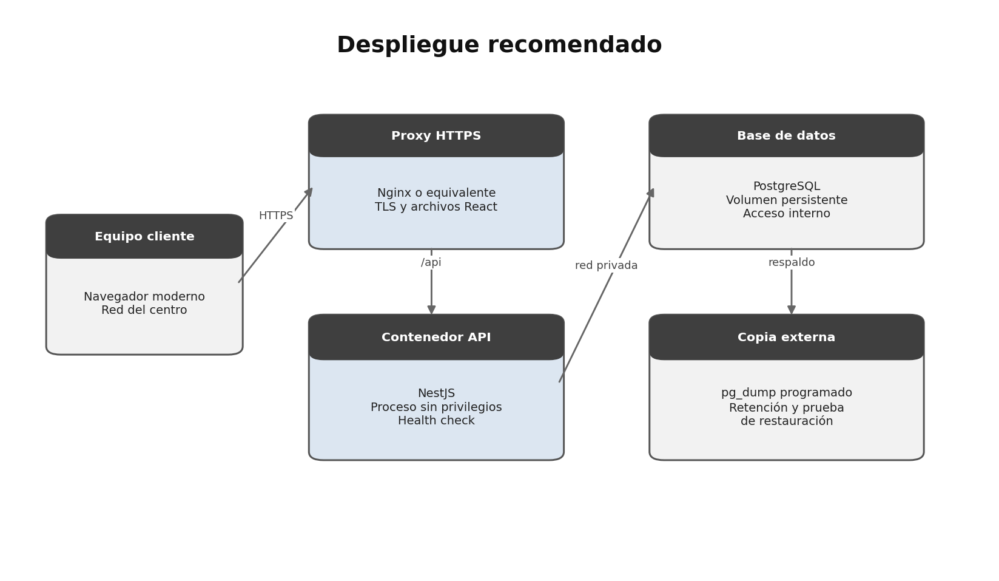 Despliegue recomendado
Equipo cliente
Navegador moderno
Red del centro
HTTPS
Proxy HTTPS
Nginx o equivalente
TLS y archivos React
/api
Contenedor API
NestJS
Proceso sin privilegios
Health check
red privada
Base de datos
PostgreSQL
Volumen persistente
Acceso interno
respaldo
Copia externa
pg_dump programado
Retención y prueba
de restauración